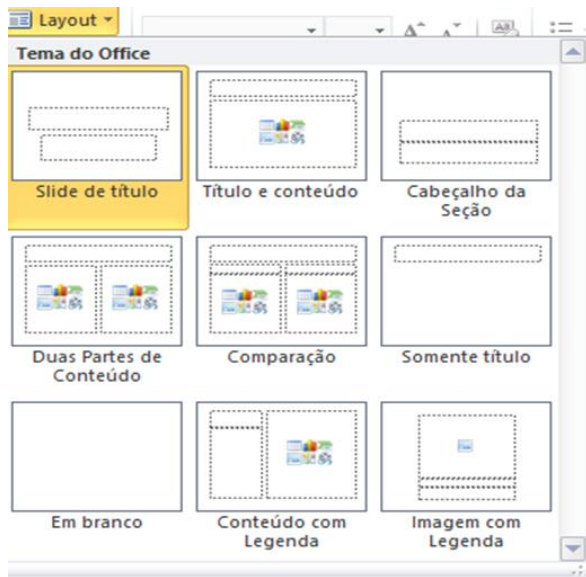 Layout
Tema do Office
Slide de título
Título e conteúdo
Cabeçalho da
Seção
Duas Partes de
Conteúdo
Comparação
Somente título
Em branco
Conteúdo com
Legenda
Imagem com
Legenda